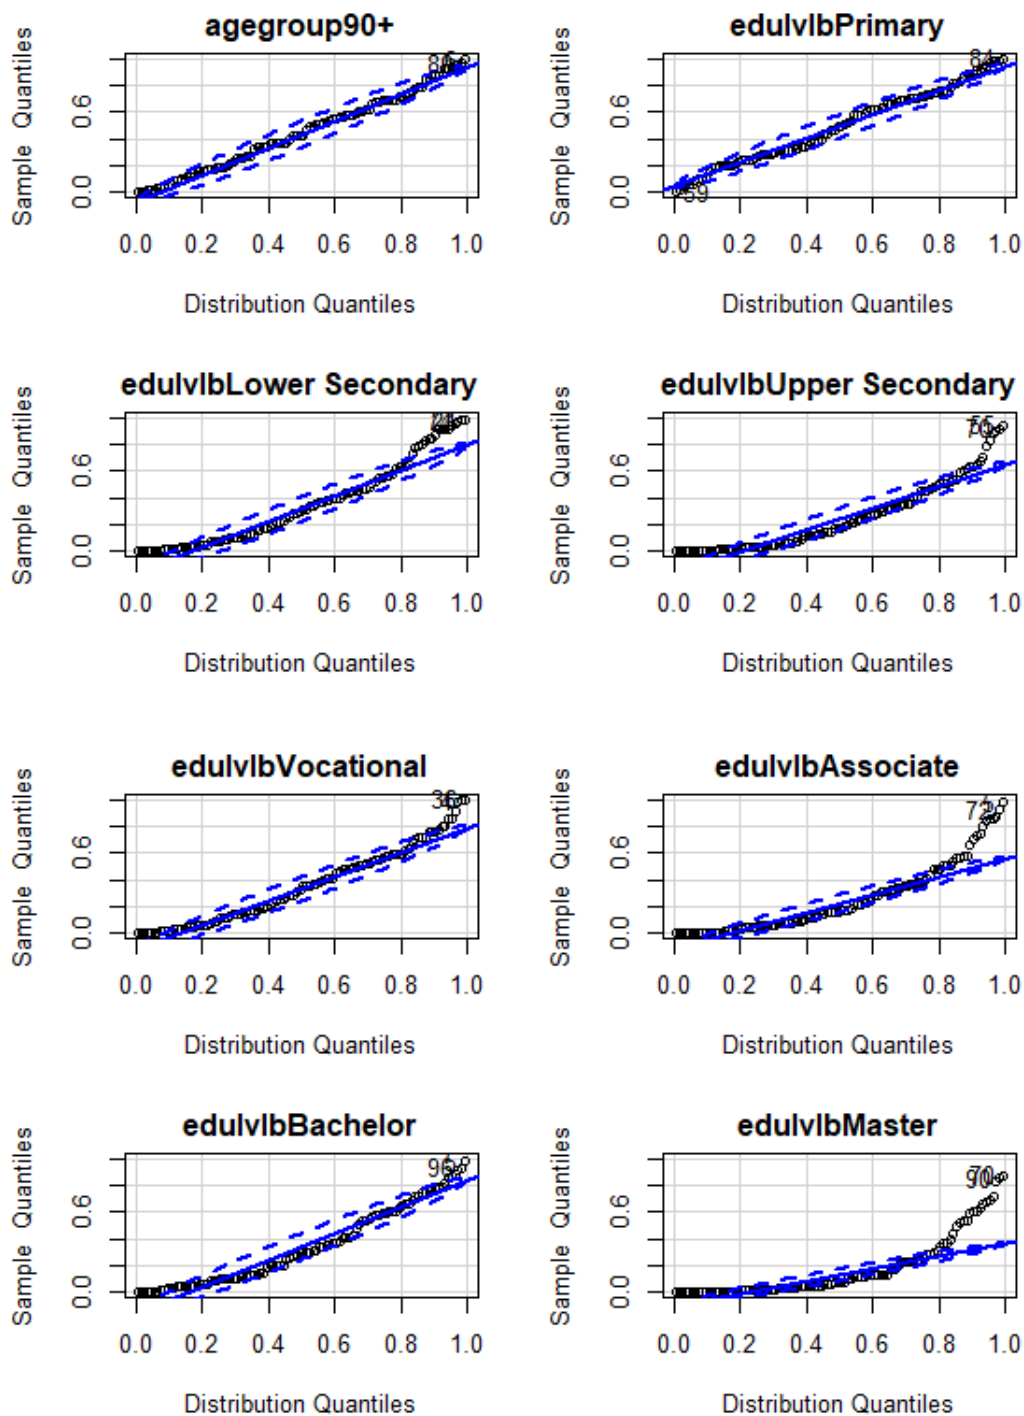 agegroup90+
Sample Quantiles
0.0 0.6
0.0 0.2 0.4 0.6 0.8 1.0
Distribution Quantiles
edulvlbPrimary
Sample Quantiles
0.0 0.6
84
59
0.0 0.2 0.4 0.6 0.8 1.0
Distribution Quantiles
edulvlbLower Secondary
Sample Quantiles
0.0 0.6
0.0 0.2 0.4 0.6 0.8 1.0
Distribution Quantiles
edulvlbUpper Secondary
Sample Quantiles
0.0 0.6
0.0 0.2 0.4 0.6 0.8 1.0
Distribution Quantiles
edulvlbVocational
Sample Quantiles
0.0 0.6
36
0.0 0.2 0.4 0.6 0.8 1.0
Distribution Quantiles
edulvlbAssociate
Sample Quantiles
0.0 0.6
72
0.0 0.2 0.4 0.6 0.8 1.0
Distribution Quantiles
edulvlbBachelor
Sample Quantiles
0.0 0.6
96
0.0 0.2 0.4 0.6 0.8 1.0
Distribution Quantiles
edulvlbMaster
Sample Quantiles
0.0 0.6
90
70
0.0 0.2 0.4 0.6 0.8 1.0
Distribution Quantiles